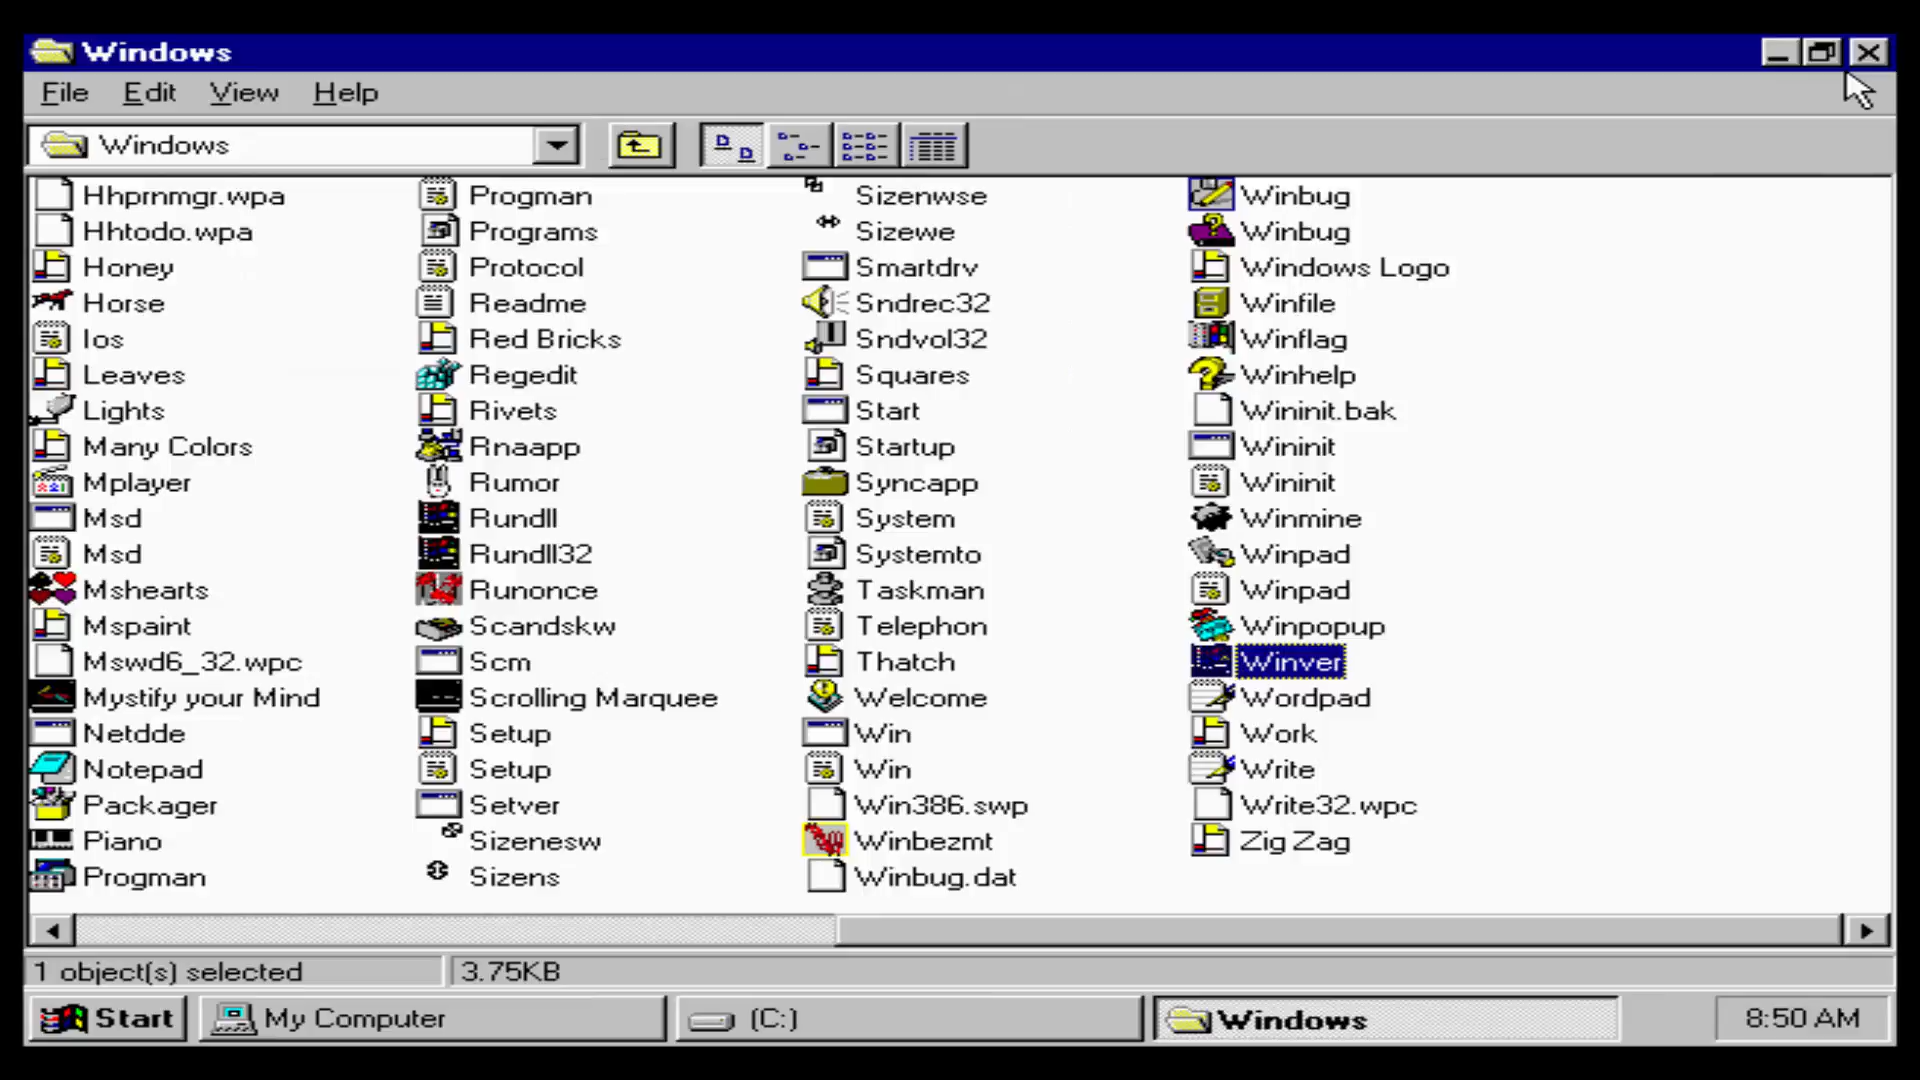 Windows
File Edit View Help
Windows
Hhprnmgr.wpa
Hhtodo.wpa
Honey
Horse
Ios
Leaves
Lights
Many Colors
Mplayer
Msd
Msd
Mshearts
Mspaint
Mswd6_32.wpc
Mystify your Mind
Netdde
Notepad
Packager
Piano
Progman
Progman
Programs
Protocol
Readme
Red Bricks
Regedit
Rivets
Rnaapp
Rumor
Rundll
Rundll32
Runonce
Scandskw
Scm
Scrolling Marquee
Setup
Setup
Setver
Sizenesw
Sizens
Sizenwse
Sizewe
Smartdrv
Sndrec32
Sndvol32
Squares
Start
Startup
Syncapp
System
Systemto
Taskman
Telephon
Thatch
Welcome
Win
Win
Win386.swp
Winbezmt
Winbug.dat
Winbug
Winbug
Windows Logo
Winfile
Winflag
Winhelp
Wininit.bak
Wininit
Wininit
Winmine
Winpad
Winpad
Winpopup
Winver
Wordpad
Work
Write
Write32.wpc
Zig Zag
1 object(s) selected 3.75KB
Start My Computer (C:) Windows 8:50 AM